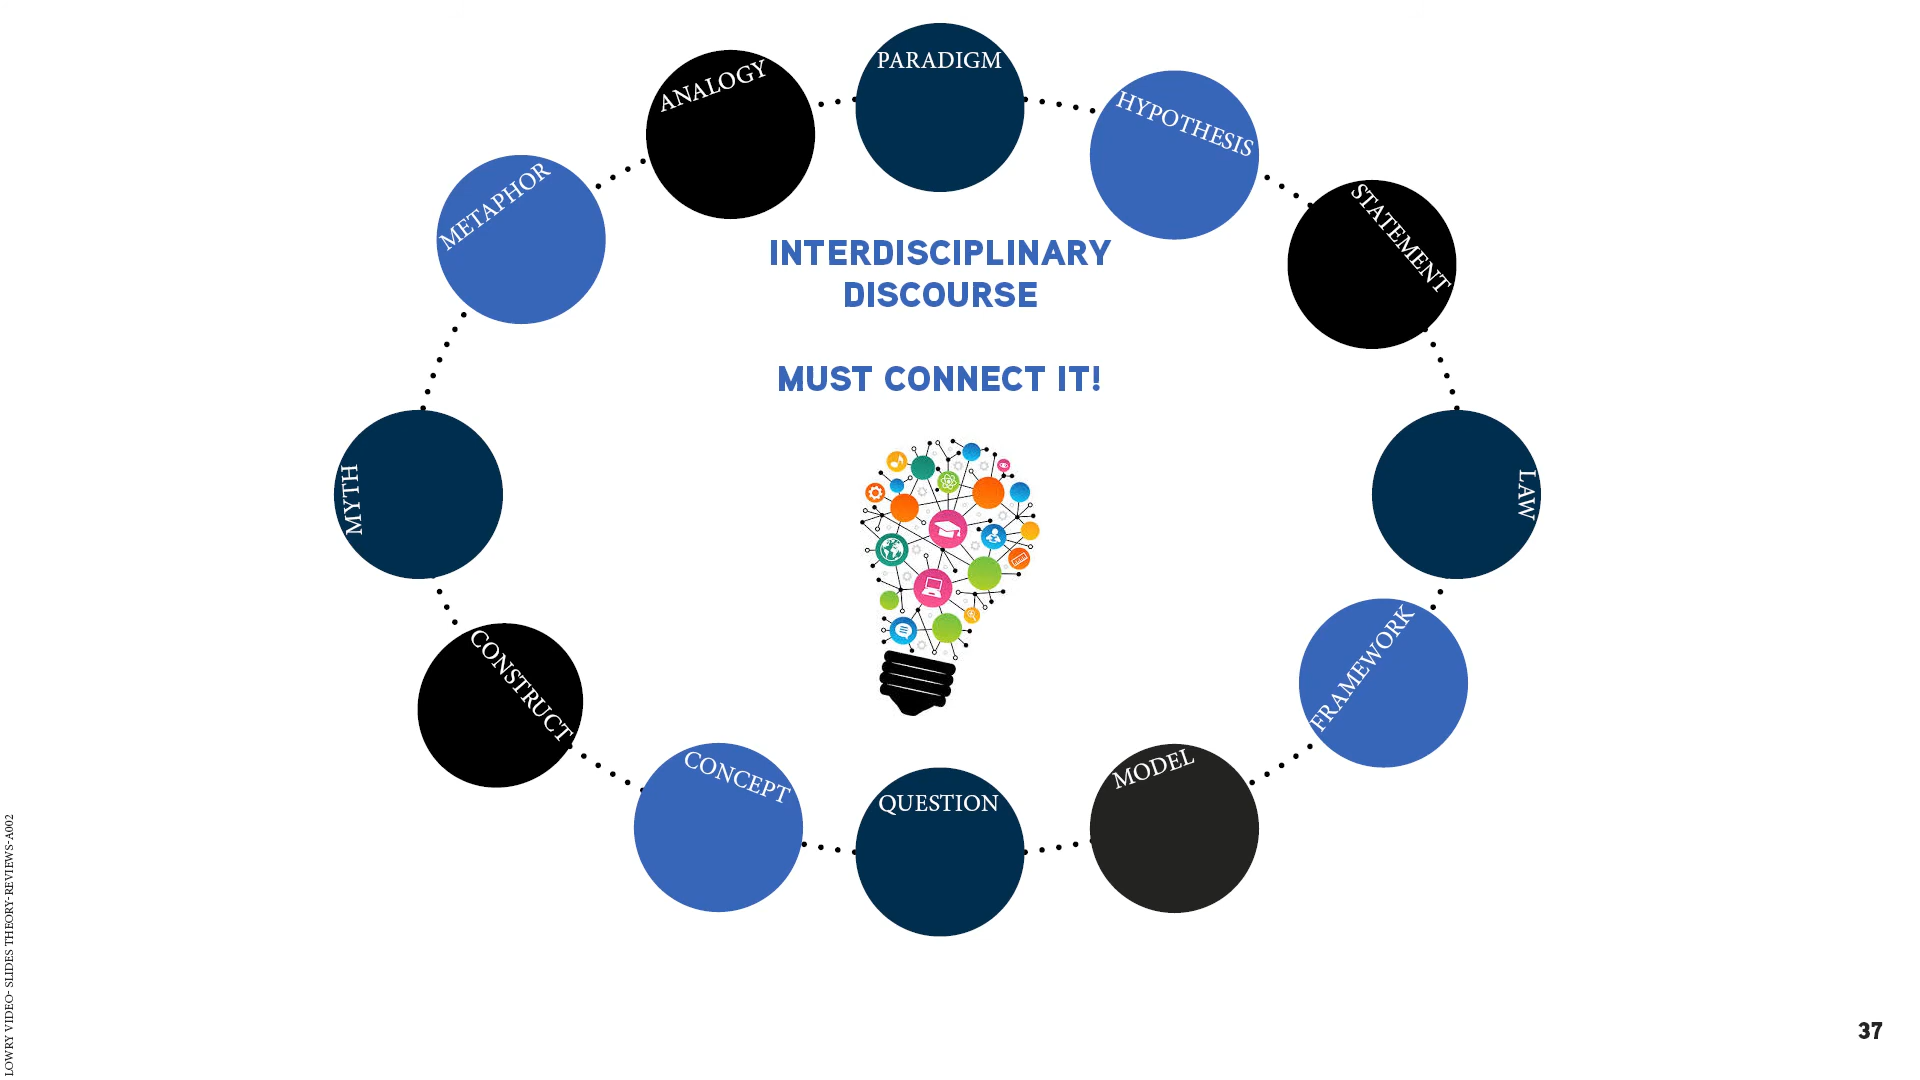 PARADIGM
HYPOTHESIS
STATEMENT
LAW
FRAMEWORK
MODEL
QUESTION
CONCEPT
CONSTRUCT
MYTH
METAPHOR
ANALOGY
INTERDISCIPLINARY
DISCOURSE
MUST CONNECT IT!
LOWRY VIDEO- SLIDES THEORY-REVIEWS-A002
37